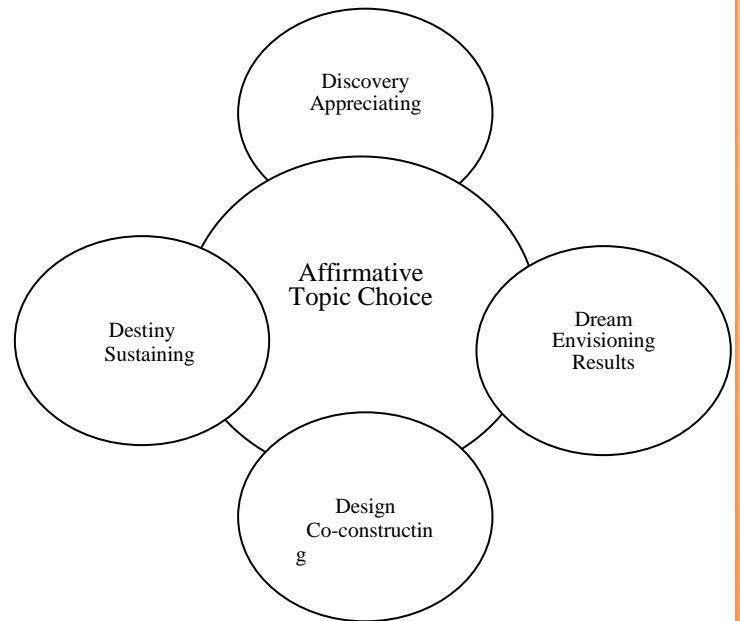 Discovery
Appreciating
Affirmative
Topic Choice
Dream
Envisioning
Results
Destiny
Sustaining
Design
Co-constructin
g